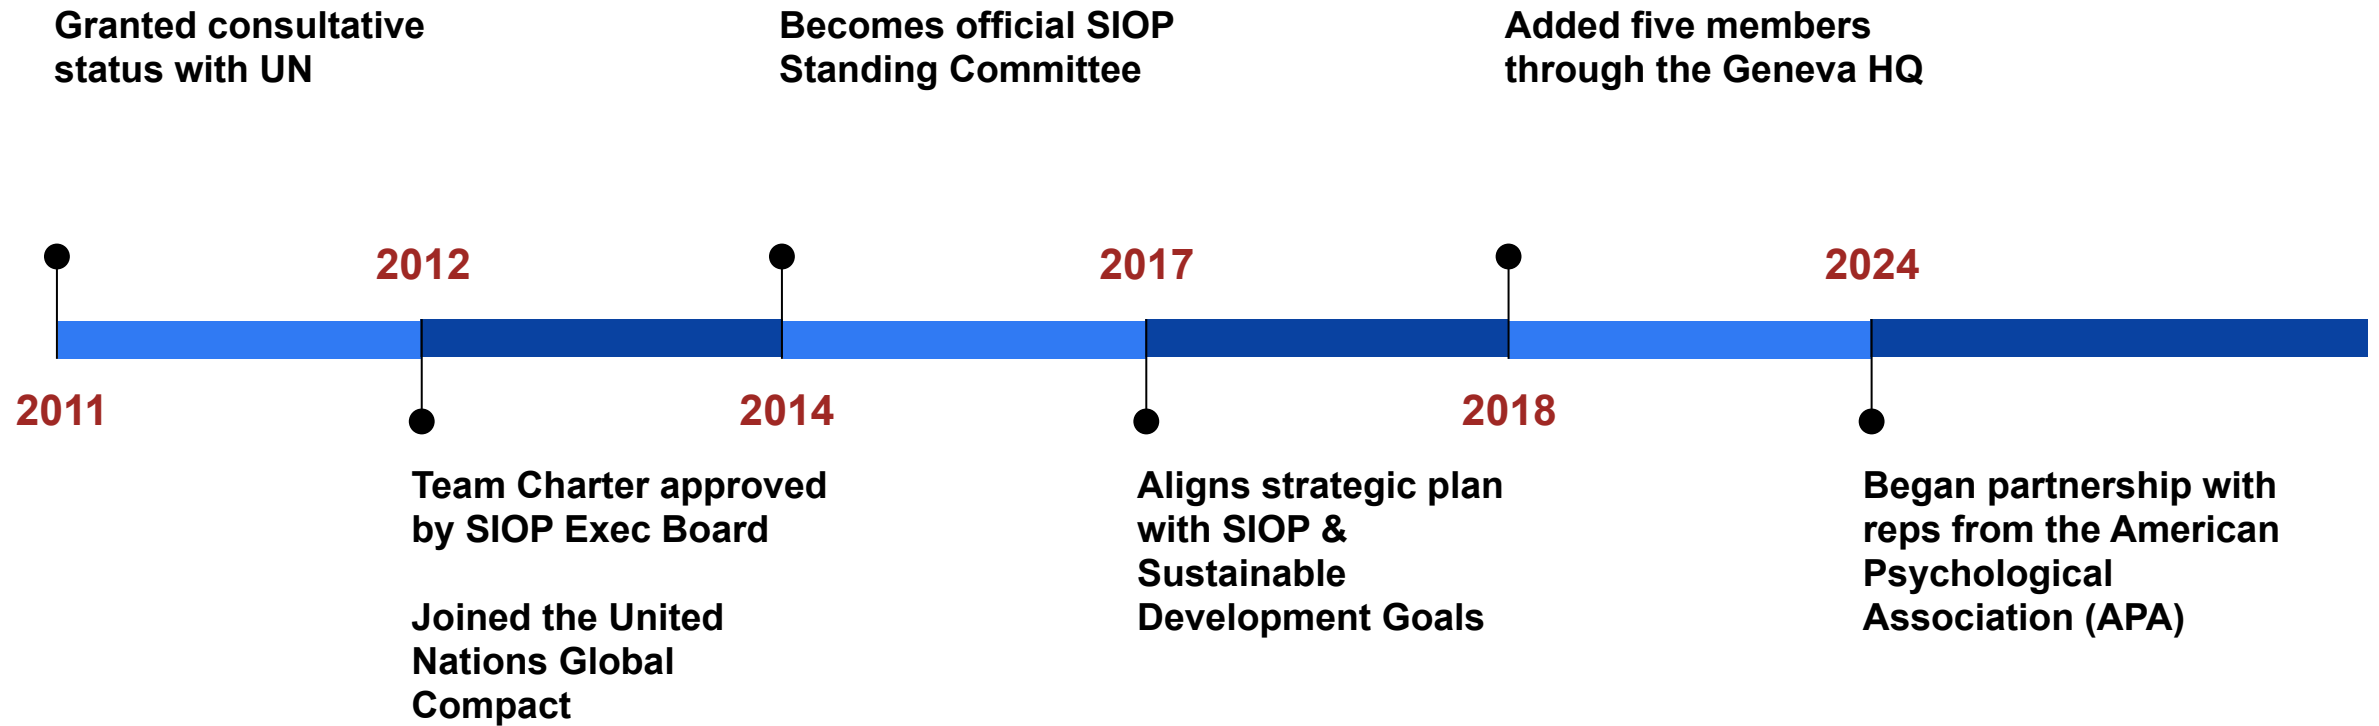 Granted consultative
status with UN
Becomes official SIOP
Standing Committee
Added five members
through the Geneva HQ
2012
2017
2024
2011
2014
2018
Team Charter approved
by SIOP Exec Board
Joined the United
Nations Global
Compact
Aligns strategic plan
with SIOP &
Sustainable
Development Goals
Began partnership with
reps from the American
Psychological
Association (APA)